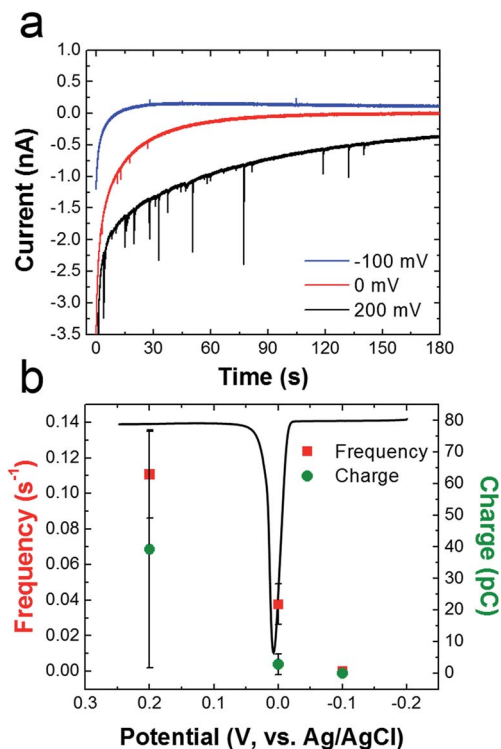 a
1.0
0.5
0.0
-0.5
-1.0
-1.5
-2.0
-2.5
-3.0
-3.5
Current (nA)
-100 mV
0 mV
200 mV
0 30 60 90 120 150 180
Time (s)
b
0.14
0.12
0.10
0.08
0.06
0.04
0.02
0.00
Frequency (s-1)
Frequency
Charge
80
70
60
50
40
30
20
10
0
Charge (pC)
0.3 0.2 0.1 0.0 -0.1 -0.2
Potential (V, vs. Ag/AgCl)